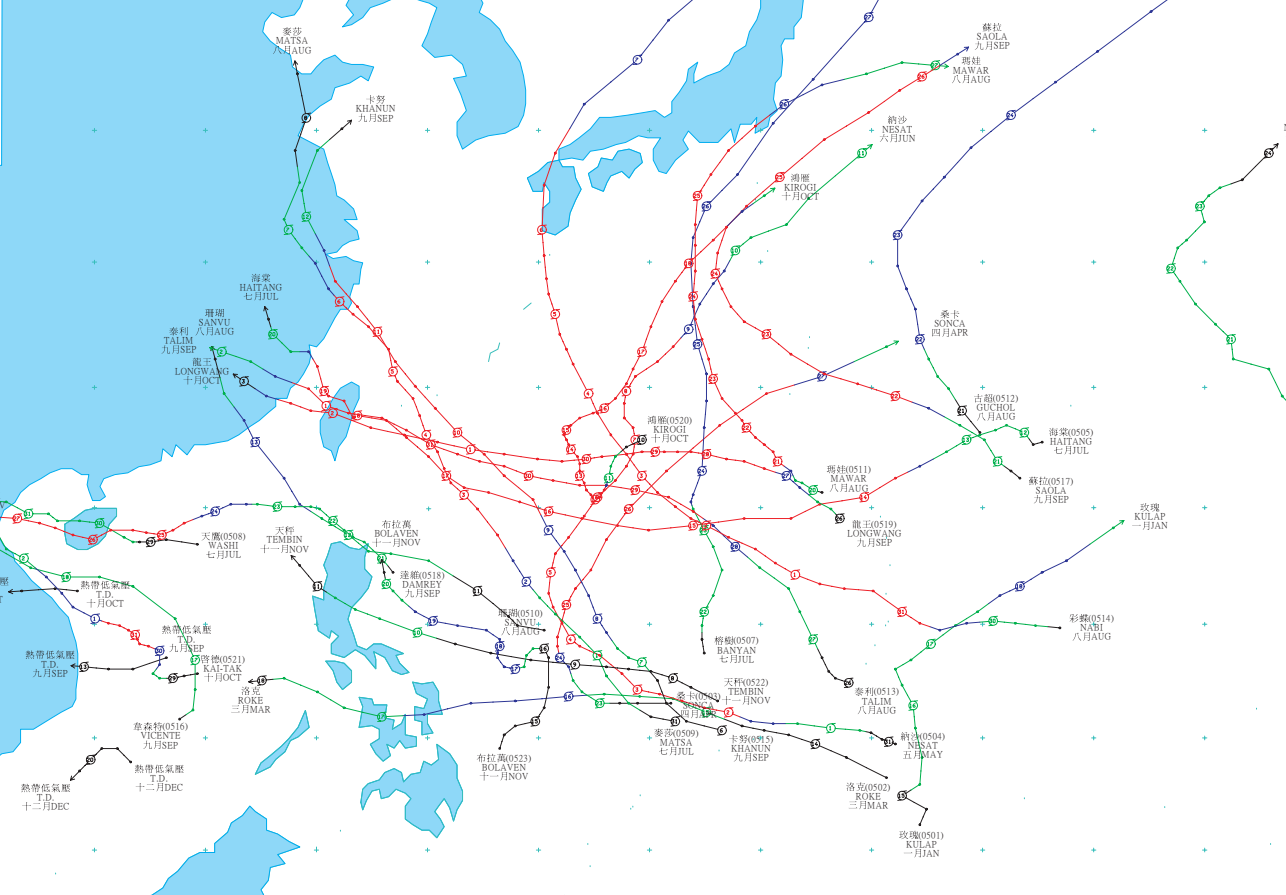 麥莎
MATSA
八月AUG
卡努
KHANUN
九月SEP
蘇拉
SAOLA
九月SEP
瑪娃
MAWAR
八月AUG
納沙
NESAT
六月JUN
鴻雁
KIROGI
十月OCT
海棠
HAITANG
七月JUL
珊瑚
SANVU
八月AUG
泰利
TALIM
九月SEP
龍王
LONGWANG
十月OCT
桑卡
SONCA
四月APR
古超(0512)
GUCHOL
八月AUG
鴻雁(0520)
KIROGI
十月OCT
海棠(0505)
HAITANG
七月JUL
瑪娃(0511)
MAWAR
八月AUG
蘇拉(0517)
SAOLA
九月SEP
龍王(0519)
LONGWANG
九月SEP
玫瑰
KULAP
一月JAN
天鷹(0508)
WASHI
七月JUL
天秤
TEMBIN
十一月NOV
布拉萬
BOLAVEN
十一月NOV
達維(0518)
DAMREY
九月SEP
熱帶低氣壓
T.D.
十月OCT
珊瑚(0510)
SANVU
八月AUG
彩蝶(0514)
NABI
八月AUG
熱帶低氣壓
T.D.
九月SEP
榕樹(0507)
BANYAN
七月JUL
熱帶低氣壓
T.D.
九月SEP
啓德(0521)
KAI-TAK
十月OCT
洛克
ROKE
三月MAR
天秤(0522)
TEMBIN
十一月NOV
桑卡(0503)
SONCA
四月APR
泰利(0513)
TALIM
八月AUG
韋森特(0516)
VICENTE
九月SEP
麥莎(0509)
MATSA
七月JUL
卡努(0515)
KHANUN
九月SEP
納沙(0504)
NESAT
五月MAY
布拉萬(0523)
BOLAVEN
十一月NOV
熱帶低氣壓
T.D.
十二月DEC
熱帶低氣壓
T.D.
十二月DEC
洛克(0502)
ROKE
三月MAR
玫瑰(0501)
KULAP
一月JAN